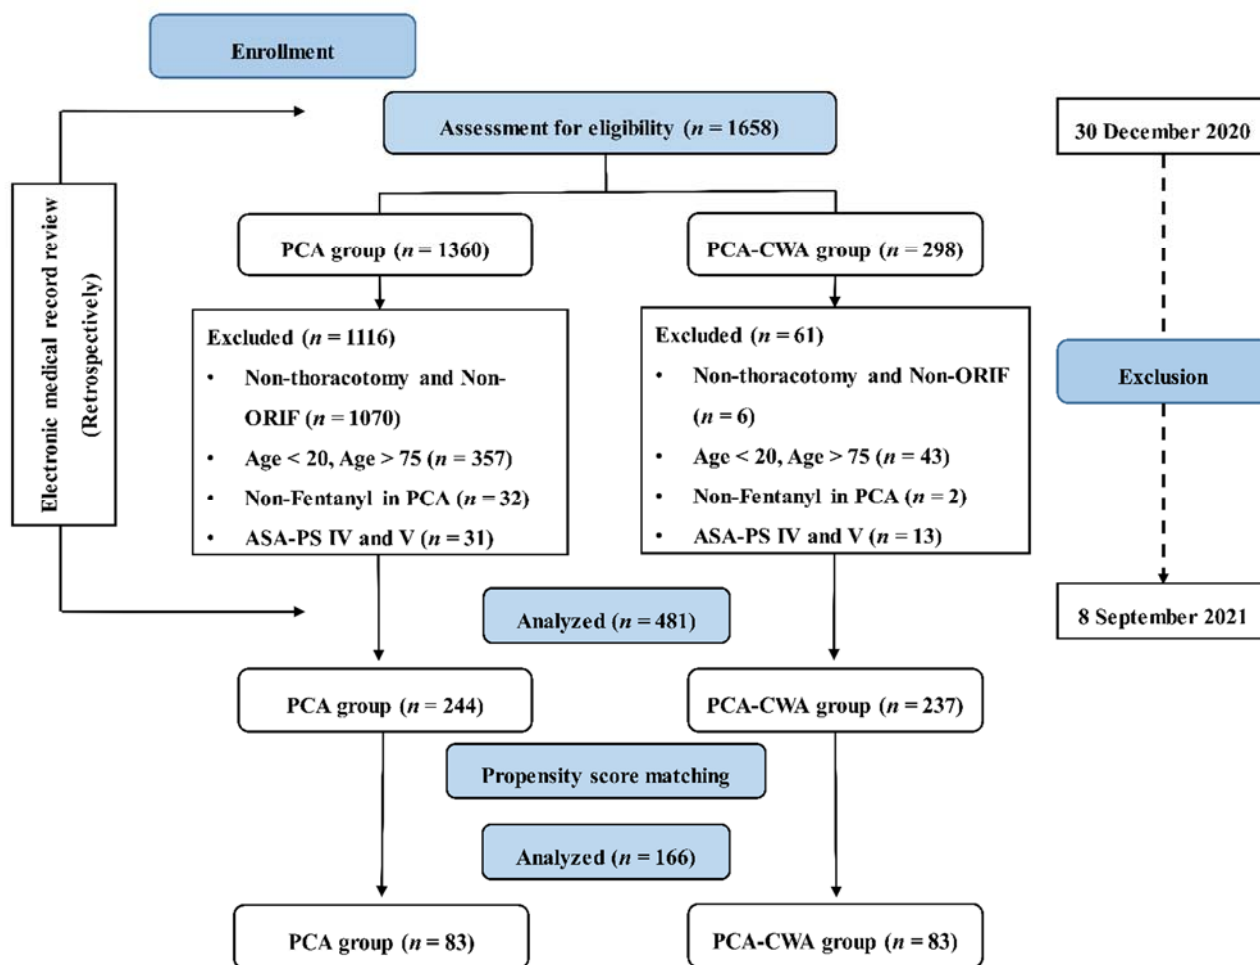 Enrollment
Assessment for eligibility (n = 1658)
30 December 2020
Electronic medical record review
(Retrospectively)
PCA group (n = 1360)
PCA-CWA group (n = 298)
Excluded (n = 1116)
• Non-thoracotomy and Non-
ORIF (n = 1070)
• Age < 20, Age > 75 (n = 357)
• Non-Fentanyl in PCA (n = 32)
• ASA-PS IV and V (n = 31)
Excluded (n = 61)
• Non-thoracotomy and Non-ORIF
(n = 6)
• Age < 20, Age > 75 (n = 43)
• Non-Fentanyl in PCA (n = 2)
• ASA-PS IV and V (n = 13)
Exclusion
Analyzed (n = 481)
8 September 2021
PCA group (n = 244)
PCA-CWA group (n = 237)
Propensity score matching
Analyzed (n = 166)
PCA group (n = 83)
PCA-CWA group (n = 83)